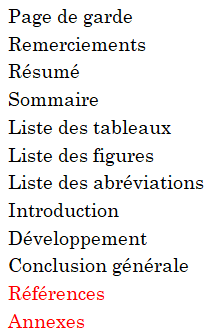 Page de garde
Remerciements
Résumé
Sommaire
Liste des tableaux
Liste des figures
Liste des abréviations
Introduction
Développement
Conclusion générale
Références
Annexes